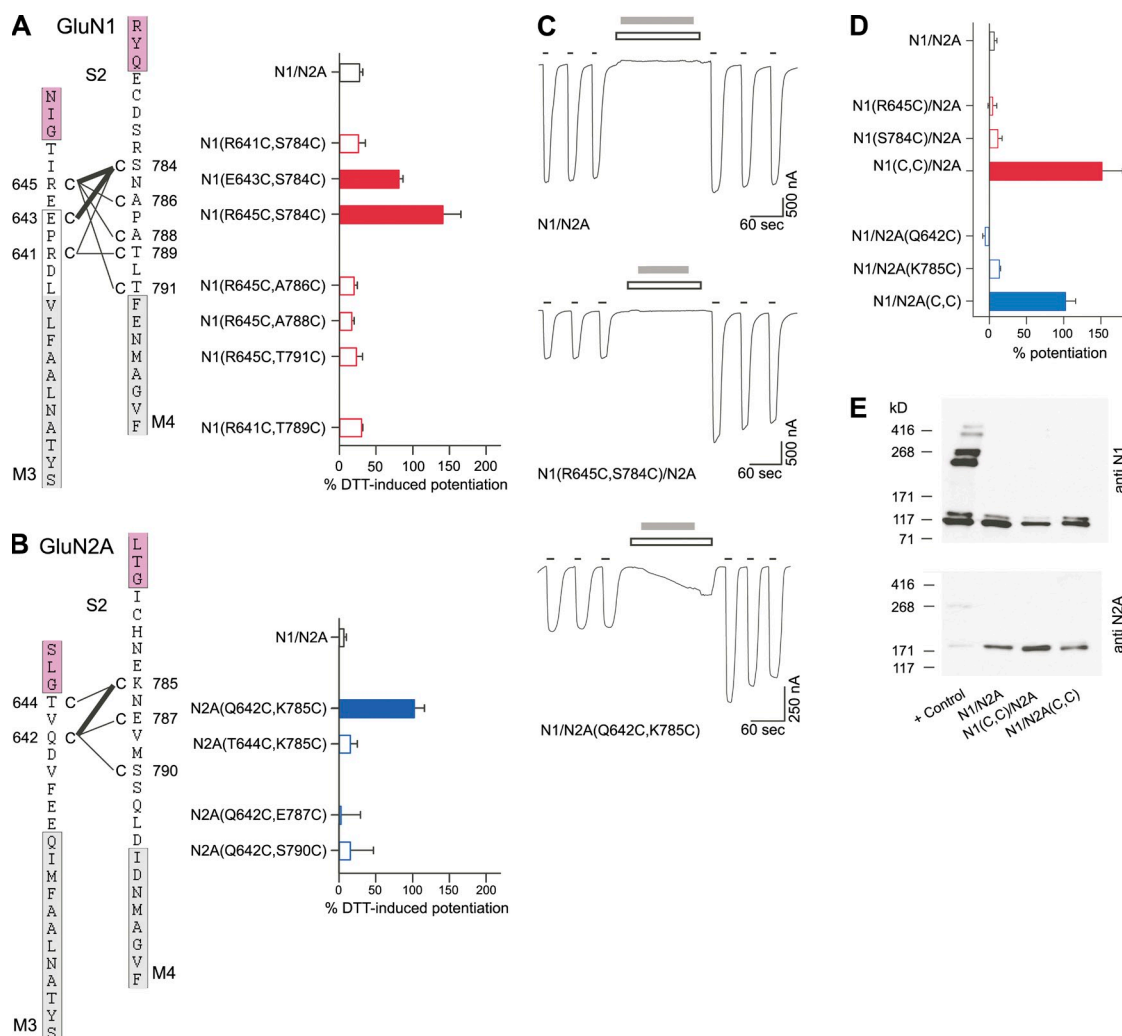 A
GluN1
S2
R
Y
Q
E
C
D
S
R
S
N
A
P
A
T
L
T
F
E
N
M
A
G
V
F
M4
N
I
G
T
I
R
E
E
P
R
D
L
V
L
F
A
A
L
N
A
T
Y
S
M3
645 C
643 C
641 C
C 784
C 786
C 788
C 789
C 791
N1/N2A
N1(R641C,S784C)
N1(E643C,S784C)
N1(R645C,S784C)
N1(R645C,A786C)
N1(R645C,A788C)
N1(R645C,T791C)
N1(R641C,T789C)
0 50 100 150 200
% DTT-induced potentiation
B
GluN2A
S2
L
T
G
I
C
H
N
E
K
N
E
V
M
S
S
Q
L
D
I
D
N
M
A
G
V
F
M4
S
L
G
T
V
Q
D
V
F
E
E
Q
I
M
F
A
A
L
N
A
T
Y
S
M3
644 C
642 C
C 785
C 787
C 790
N1/N2A
N2A(Q642C,K785C)
N2A(T644C,K785C)
N2A(Q642C,E787C)
N2A(Q642C,S790C)
0 50 100 150 200
% DTT-induced potentiation
C
N1/N2A
500 nA
60 sec
N1(R645C,S784C)/N2A
500 nA
60 sec
N1/N2A(Q642C,K785C)
250 nA
60 sec
D
N1/N2A
N1(R645C)/N2A
N1(S784C)/N2A
N1(C,C)/N2A
N1/N2A(Q642C)
N1/N2A(K785C)
N1/N2A(C,C)
0 50 100 150
% potentiation
E
kD
416
268
171
117
71
anti N1
416
268
171
117
anti N2A
+ Control
N1/N2A
N1(C,C)/N2A
N1/N2A(C,C)